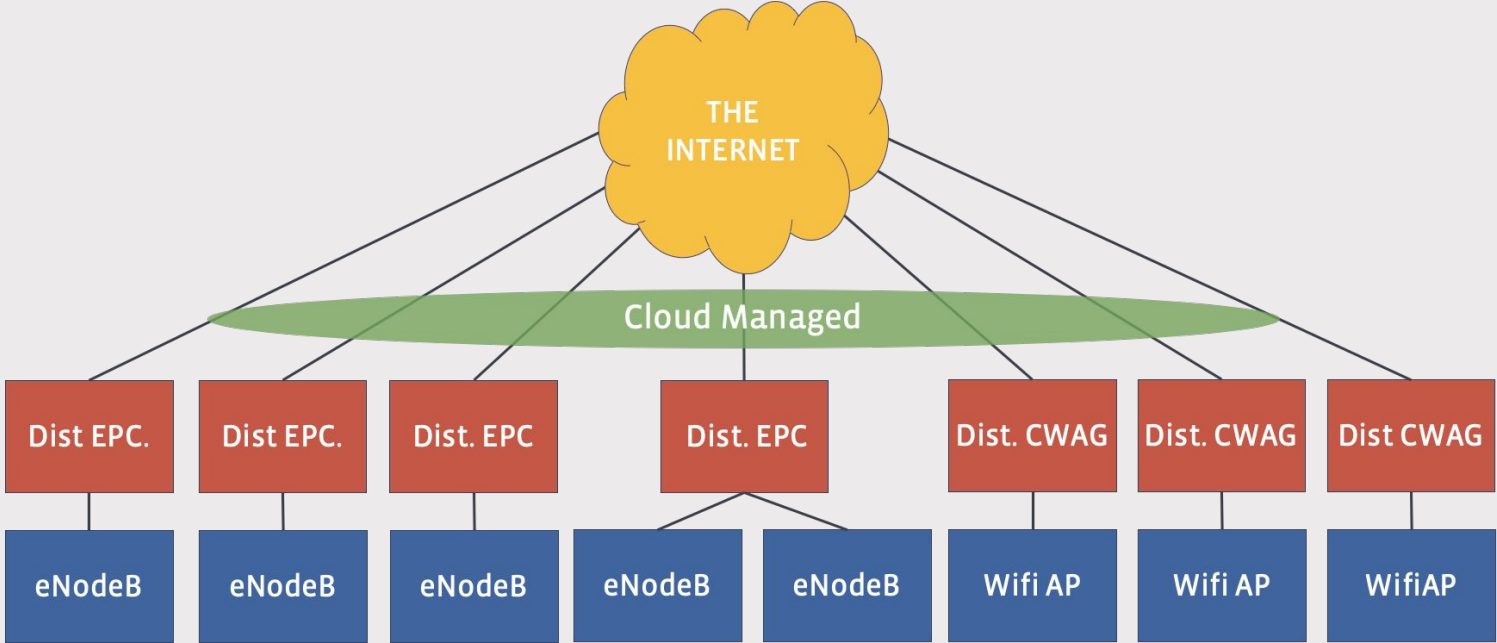 THE
INTERNET
Cloud Managed
Dist EPC.
Dist EPC.
Dist. EPC
Dist. EPC
Dist. CWAG
Dist. CWAG
Dist CWAG
eNodeB
eNodeB
eNodeB
eNodeB
eNodeB
Wifi AP
Wifi AP
WifiAP